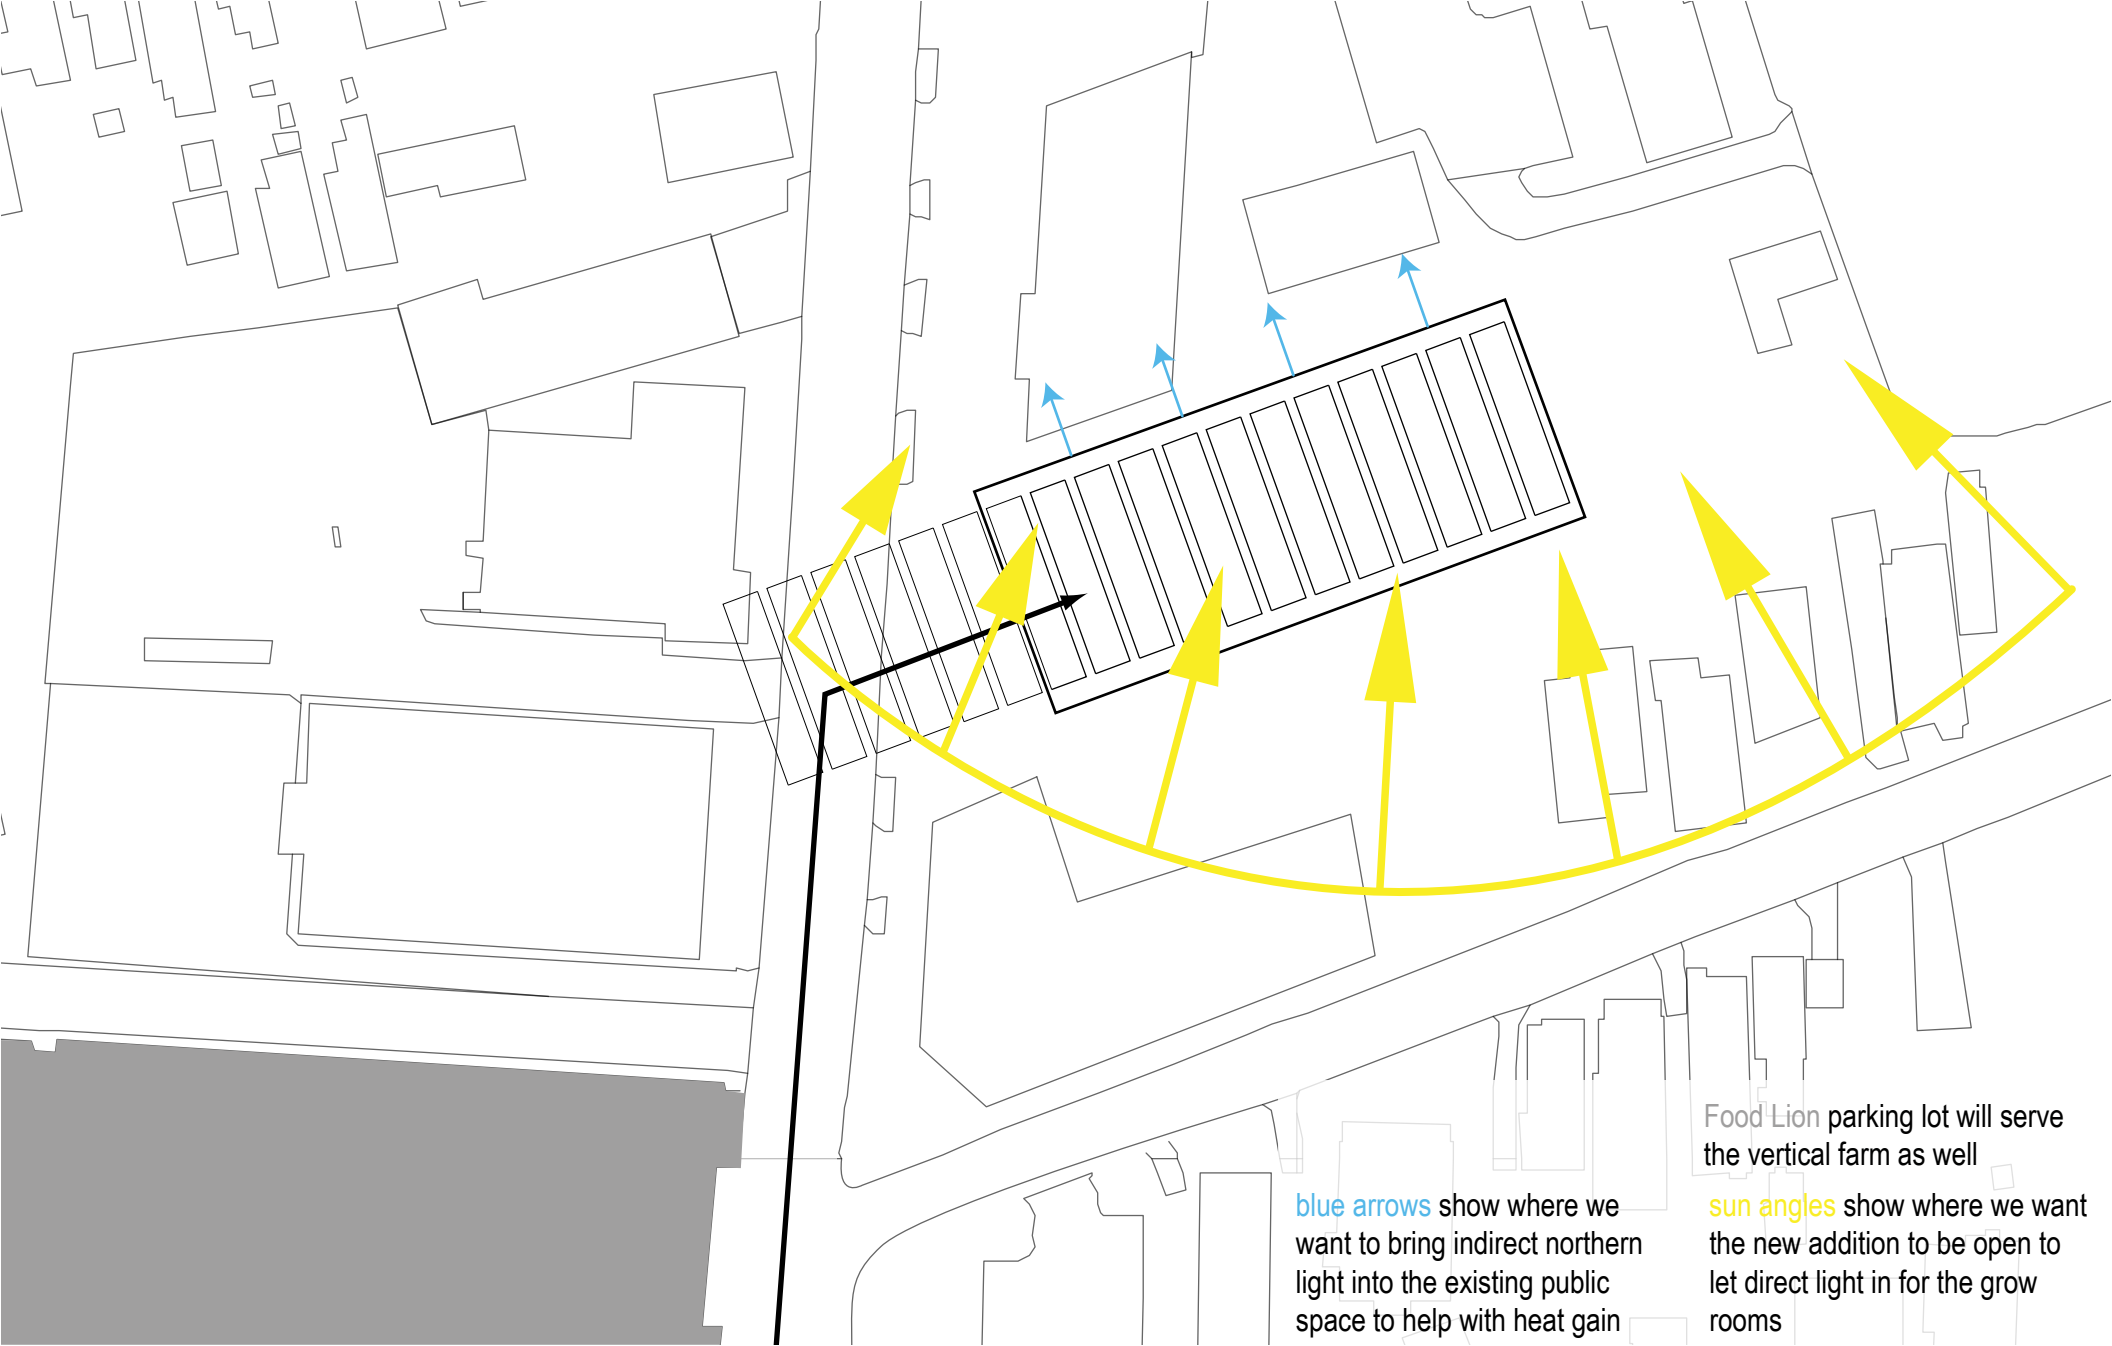 Food Lion parking lot will serve
the vertical farm as well
blue arrows show where we
want to bring indirect northern
light into the existing public
space to help with heat gain
sun angles show where we want
the new addition to be open to
let direct light in for the grow
rooms